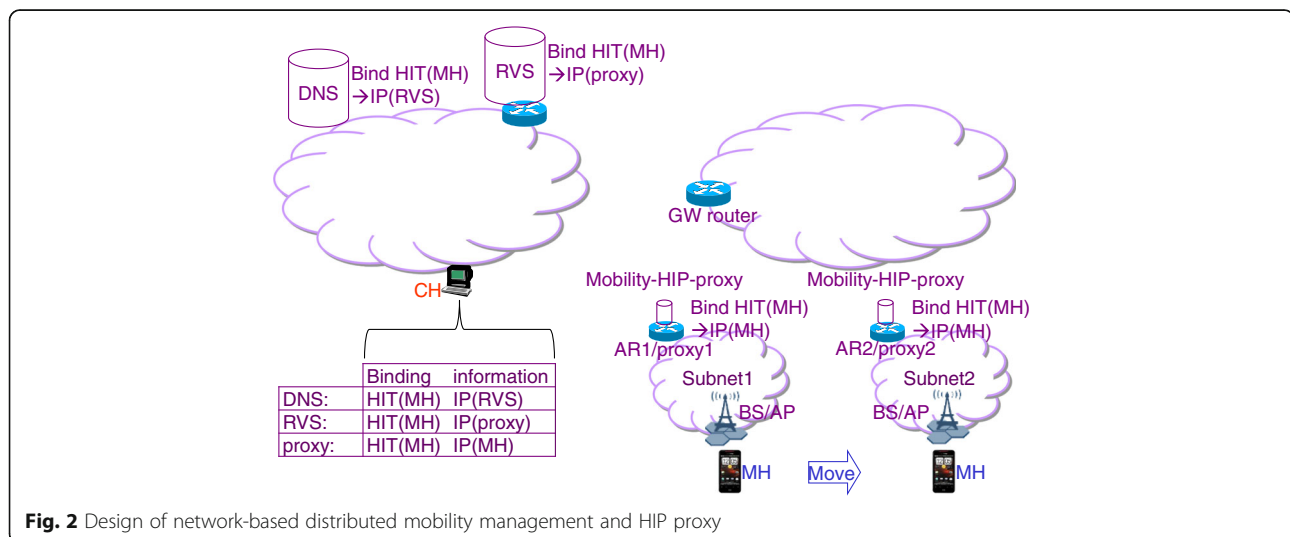 DNS
Bind HIT(MH)
→IP(RVS)
RVS
Bind HIT(MH)
→IP(proxy)
GW router
CH
Binding information
DNS: HIT(MH) IP(RVS)
RVS: HIT(MH) IP(proxy)
proxy: HIT(MH) IP(MH)
Mobility-HIP-proxy
Bind HIT(MH)
→IP(MH)
AR1/proxy1
Subnet1
BS/AP
MH
Move
Mobility-HIP-proxy
Bind HIT(MH)
→IP(MH)
AR2/proxy2
Subnet2
BS/AP
MH
Fig. 2 Design of network-based distributed mobility management and HIP proxy